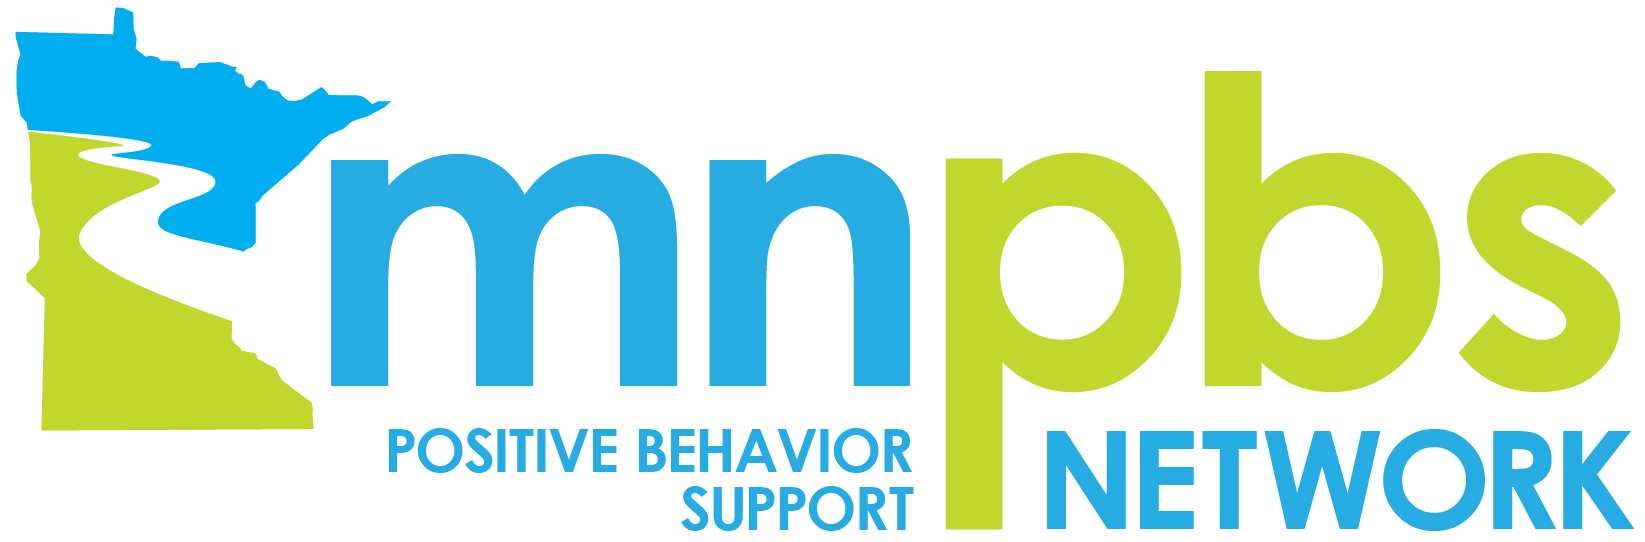 mnpbs
POSITIVE BEHAVIOR
SUPPORT
NETWORK